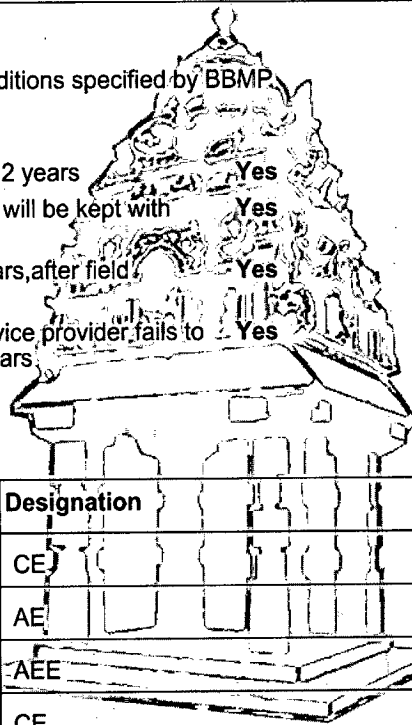 ditions specified by BBMP
2 years Yes
will be kept with Yes
ars,after field Yes
vice provider fails to Yes
ars
Designation
CE
AE
AEE
CE